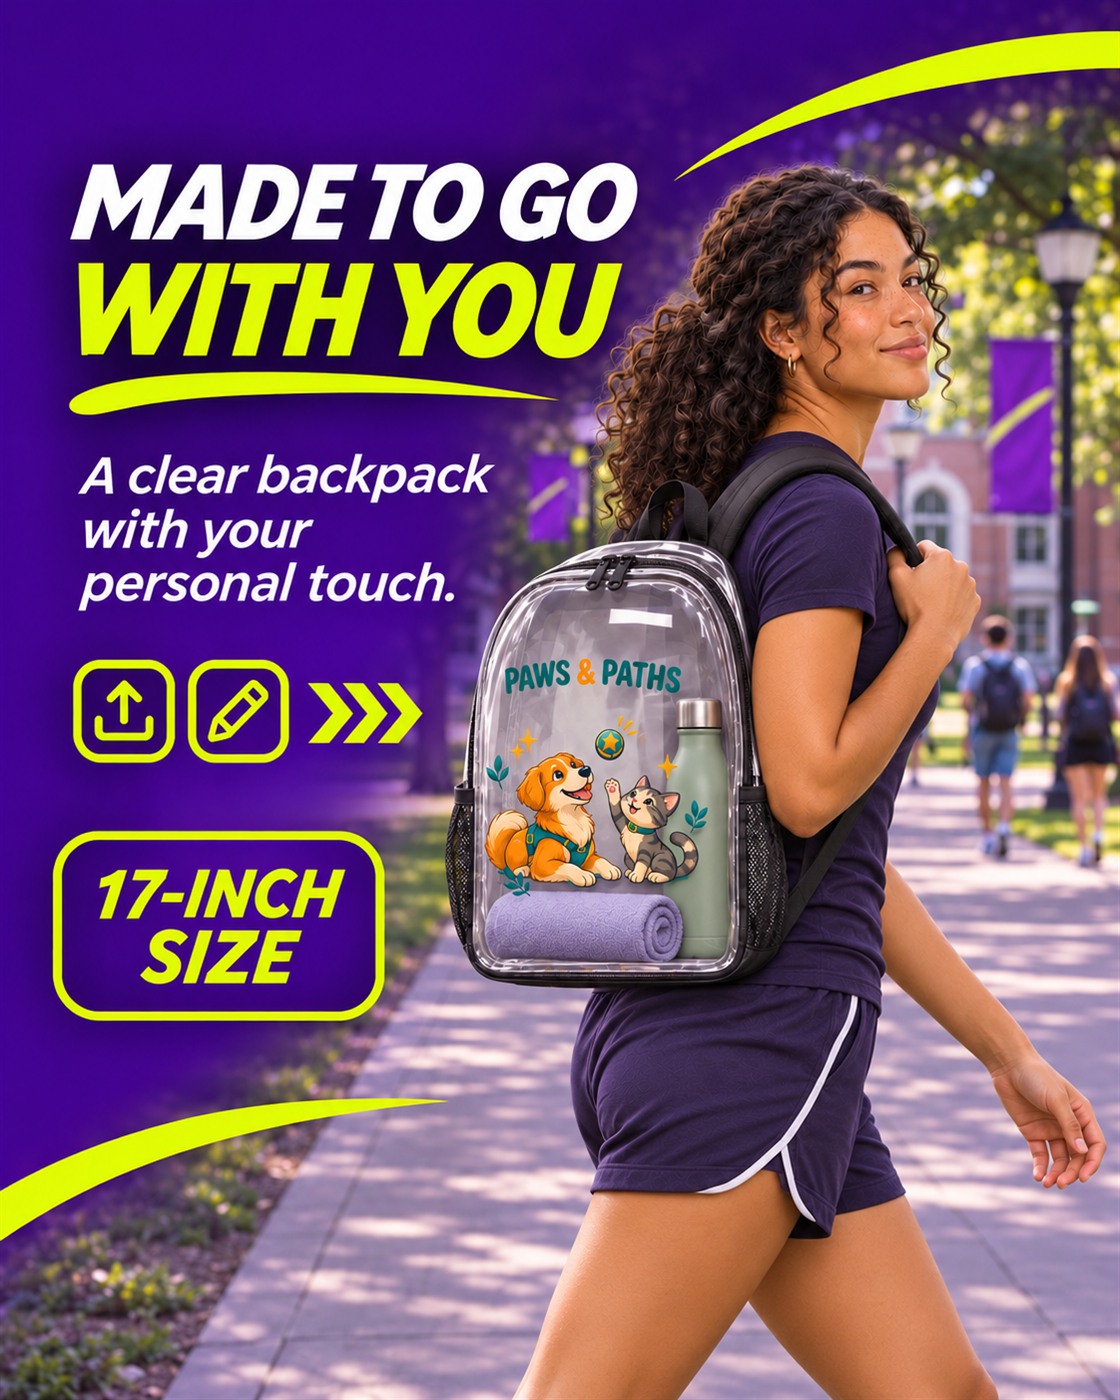 MADE TO GO
WITH YOU
A clear backpack
with your
personal touch.
17-INCH
SIZE
PAWS & PATHS